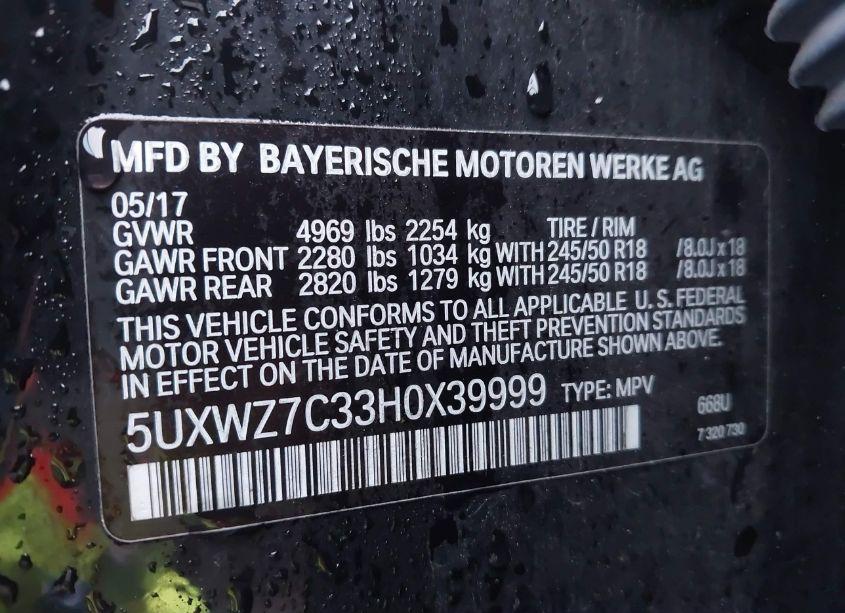 MFD BY BAYERISCHE MOTOREN WERKE AG
05/17
GVWR 4969 lbs 2254 kg TIRE / RIM
GAWR FRONT 2280 lbs 1034 kg WITH 245/50 R18 /8.0J x 18
GAWR REAR 2820 lbs 1279 kg WITH 245/50 R18 /8.0J x 18
THIS VEHICLE CONFORMS TO ALL APPLICABLE U.S. FEDERAL
MOTOR VEHICLE SAFETY AND THEFT PREVENTION STANDARDS
IN EFFECT ON THE DATE OF MANUFACTURE SHOWN ABOVE.
5UXWZ7C33H0X39999 TYPE: MPV 668U
7 320 730